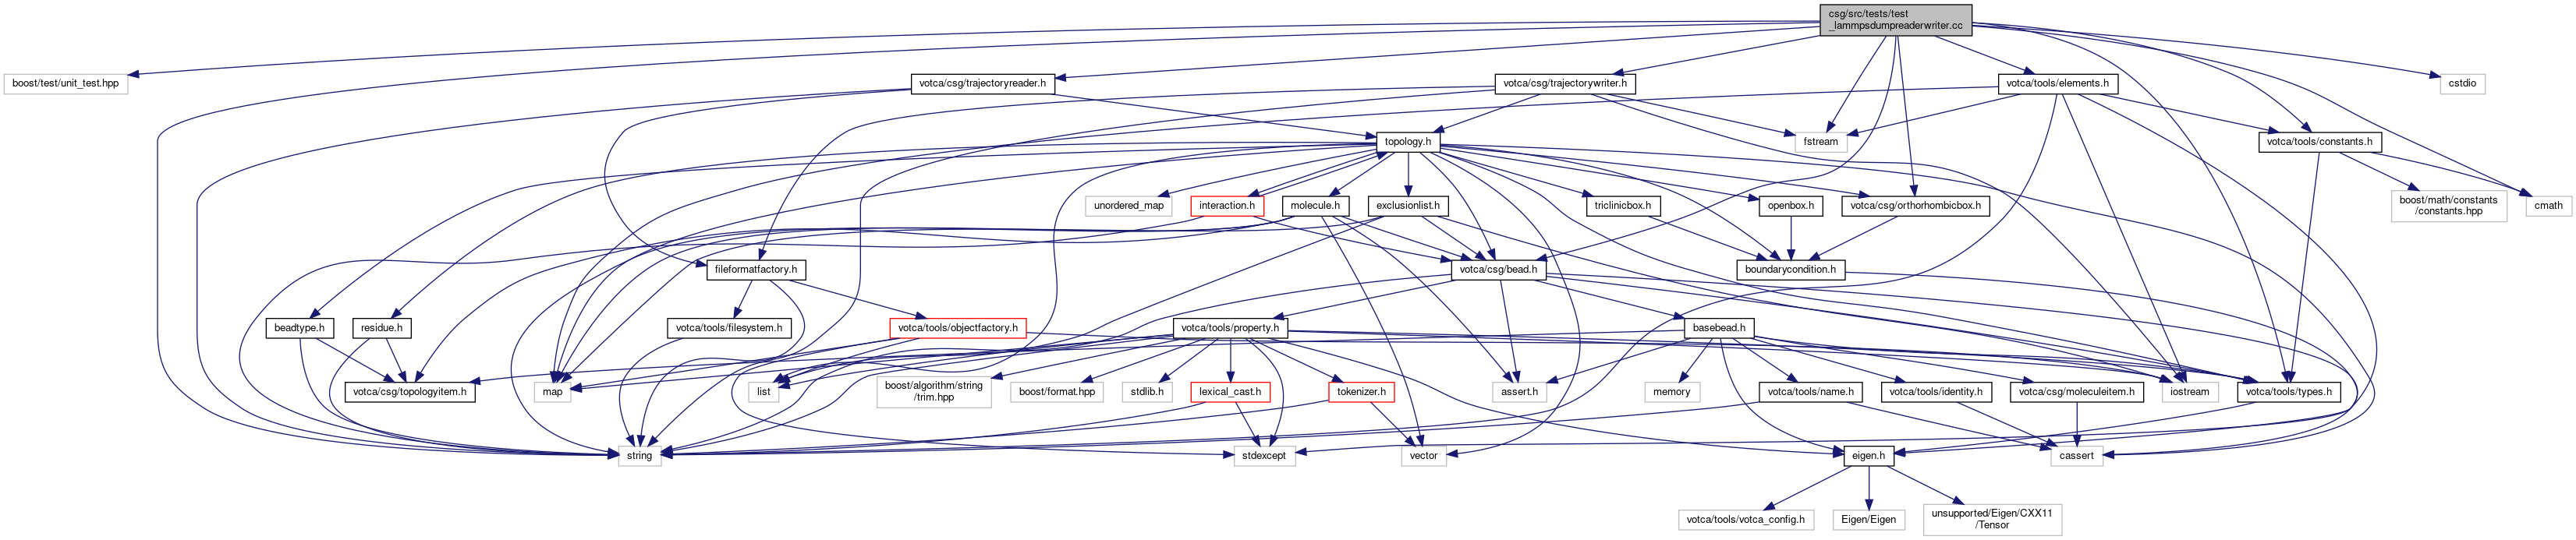 csg/src/tests/test
_lammpsdumpreaderwriter.cc
boost/test/unit_test.hpp
votca/csg/trajectoryreader.h
votca/csg/trajectorywriter.h
votca/tools/elements.h
cstdio
topology.h
fstream
votca/tools/constants.h
unordered_map
interaction.h
molecule.h
exclusionlist.h
triclinicbox.h
openbox.h
votca/csg/orthorhombicbox.h
boost/math/constants
/constants.hpp
cmath
fileformatfactory.h
votca/csg/bead.h
boundarycondition.h
beadtype.h
residue.h
votca/tools/filesystem.h
votca/tools/objectfactory.h
votca/tools/property.h
basebead.h
votca/csg/topologyitem.h
map
list
boost/algorithm/string
/trim.hpp
boost/format.hpp
stdlib.h
lexical_cast.h
tokenizer.h
assert.h
memory
votca/tools/name.h
votca/tools/identity.h
votca/csg/moleculeitem.h
iostream
votca/tools/types.h
string
stdexcept
vector
eigen.h
cassert
votca/tools/votca_config.h
Eigen/Eigen
unsupported/Eigen/CXX11
/Tensor